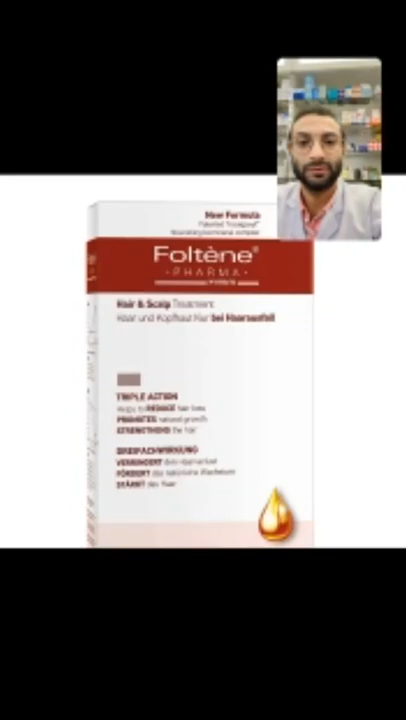 New Formula
Foltène®
PHARMA
Hair & Scalp Treatment
Haar und Kopfhaut Kur bei Haarausfall
TRIPLE ACTION
Helps to REDUCE hair loss
PROMOTES natural growth
STRENGTHENS the hair
DREIFACHWIRKUNG
VERMINDERT den Haarverlust
FÖRDERT das natürliche Wachstum
STÄRKT das Haar